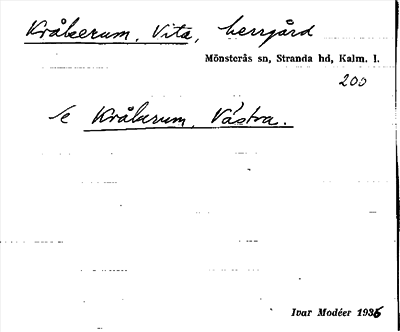 Kråkerum, Vita, herrgård
Mönsterås sn, Stranda hd, Kalm. l.
200
se Kråkerum, Västra.
Ivar Modéer 1936